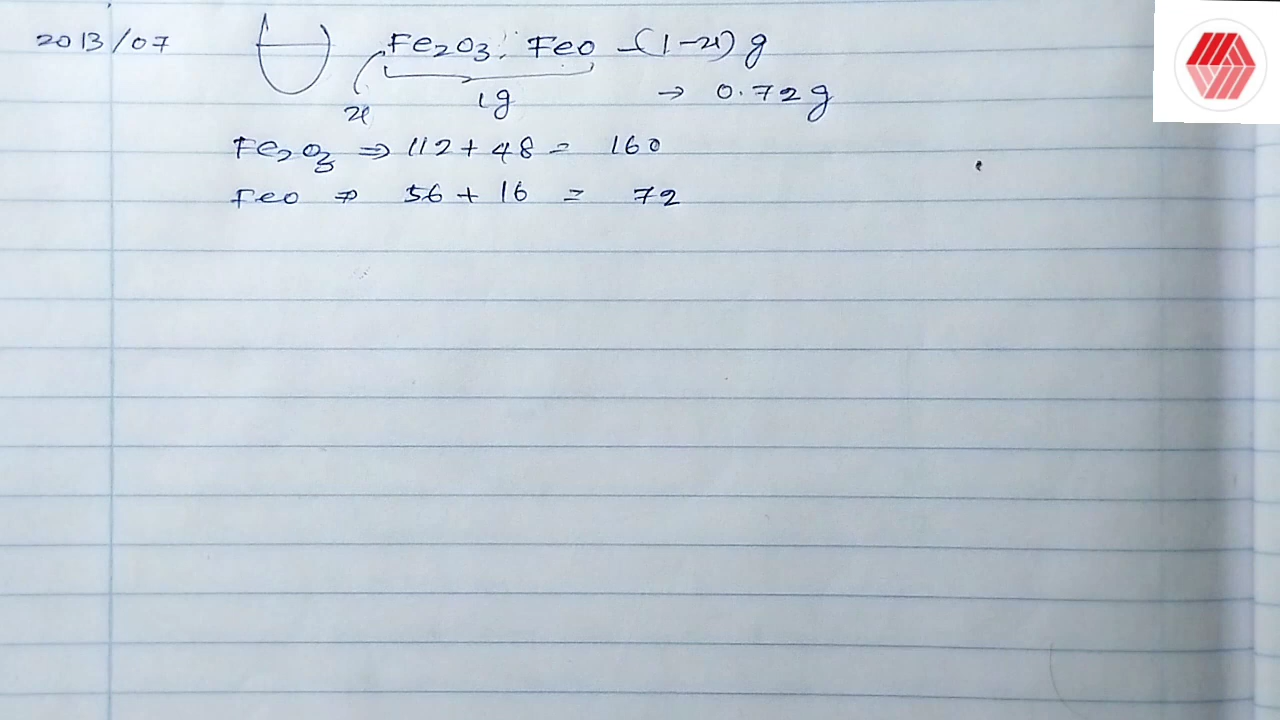 2013/07 Fe₂O₃ : FeO - (1-x) g
x 1g → 0.72g
Fe₂O₃ ⇒ 112 + 48 = 160
FeO ⇒ 56 + 16 = 72